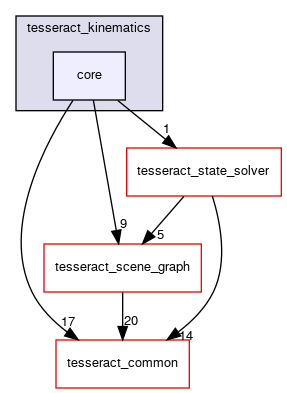 tesseract_kinematics
core
1
tesseract_state_solver
9
5
tesseract_scene_graph
20
17
14
tesseract_common